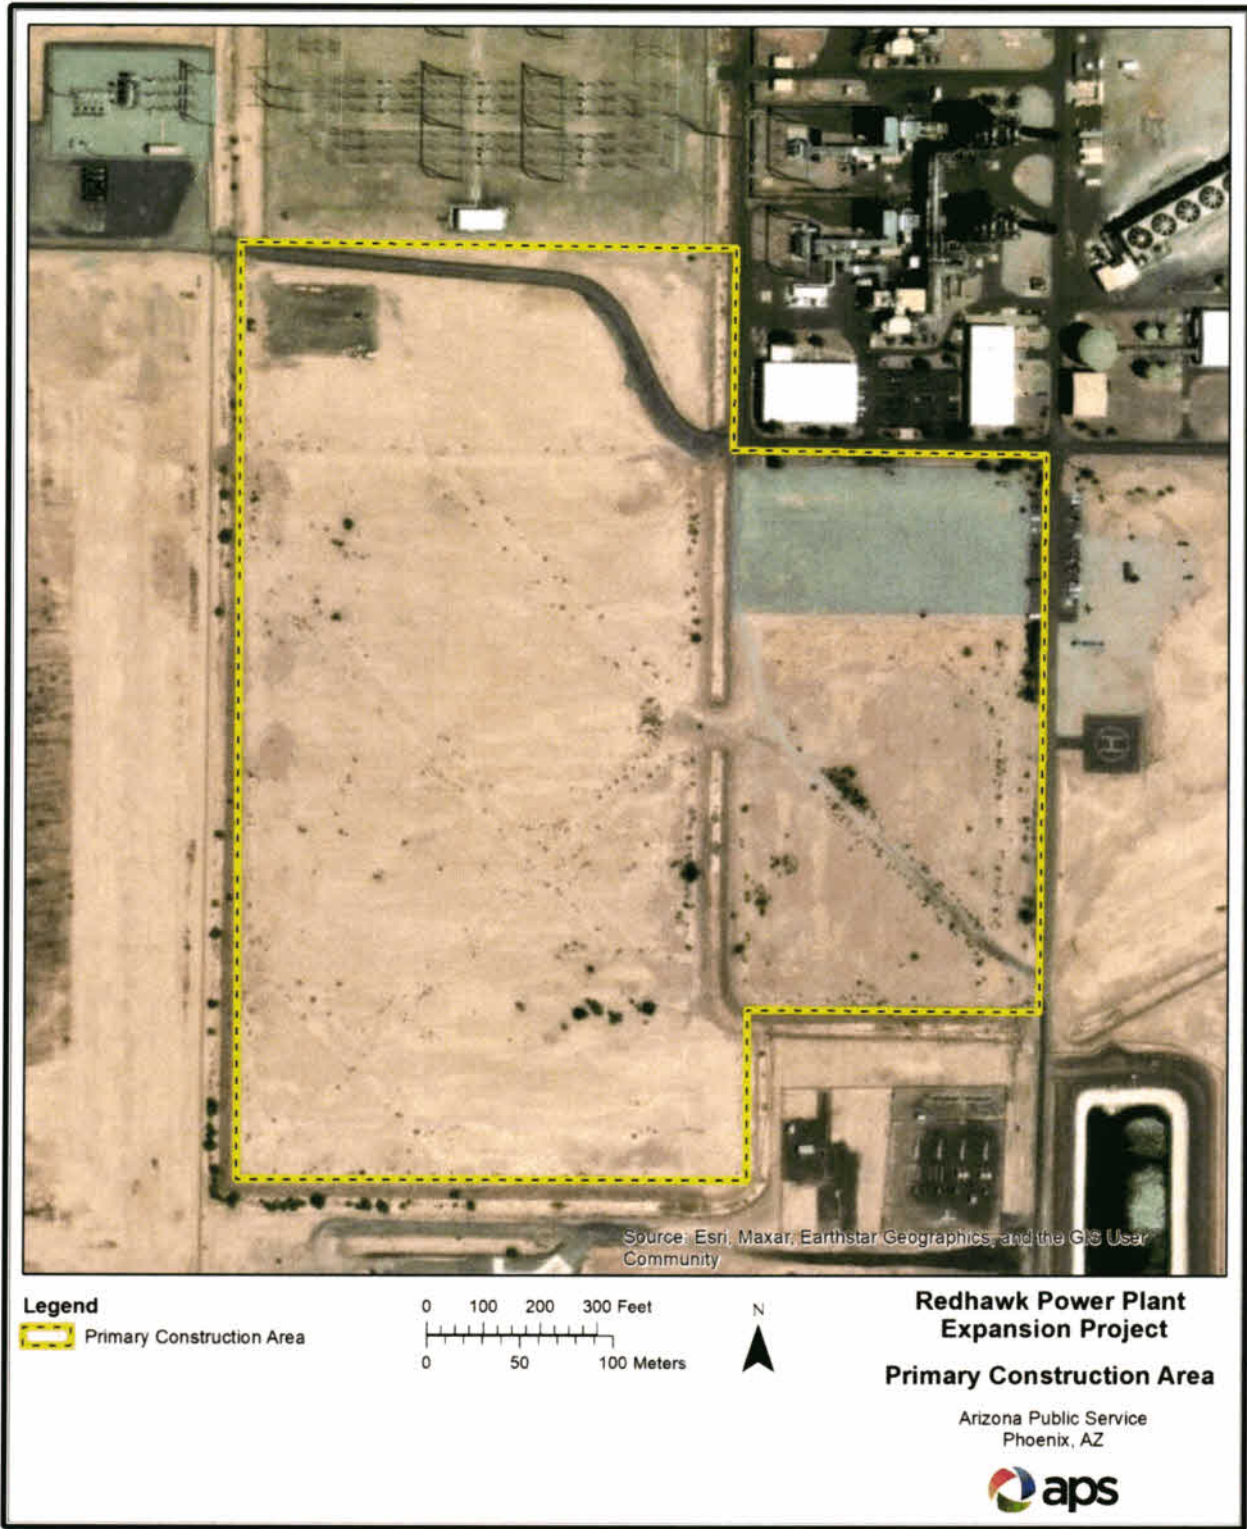 H
Source: Esri, Maxar, Earthstar Geographics, and the GIS User
Community
Legend
Primary Construction Area
0 100 200 300 Feet
0 50 100 Meters
N
Redhawk Power Plant
Expansion Project
Primary Construction Area
Arizona Public Service
Phoenix, AZ
aps